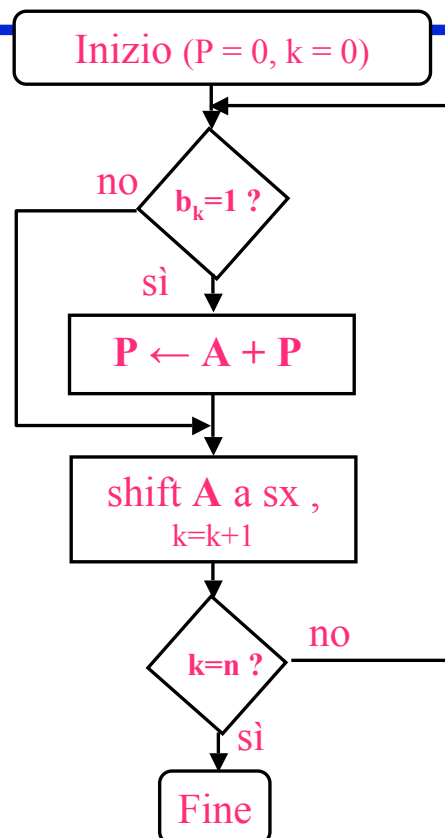 Inizio (P = 0, k = 0)
no
bₖ=1 ?
sì
P ← A + P
shift A a sx ,
k=k+1
no
k=n ?
sì
Fine